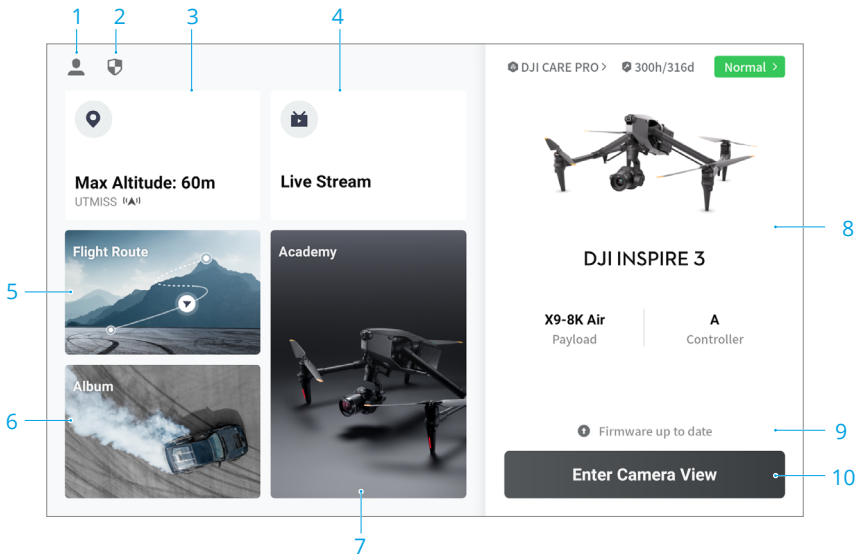 1
2
3
4
DJI CARE PRO >
300h/316d
Normal >
Max Altitude: 60m
UTMISS
Live Stream
8
DJI INSPIRE 3
Flight Route
Academy
5
X9-8K Air
A
Payload
Controller
Album
6
Firmware up to date
9
Enter Camera View
10
7